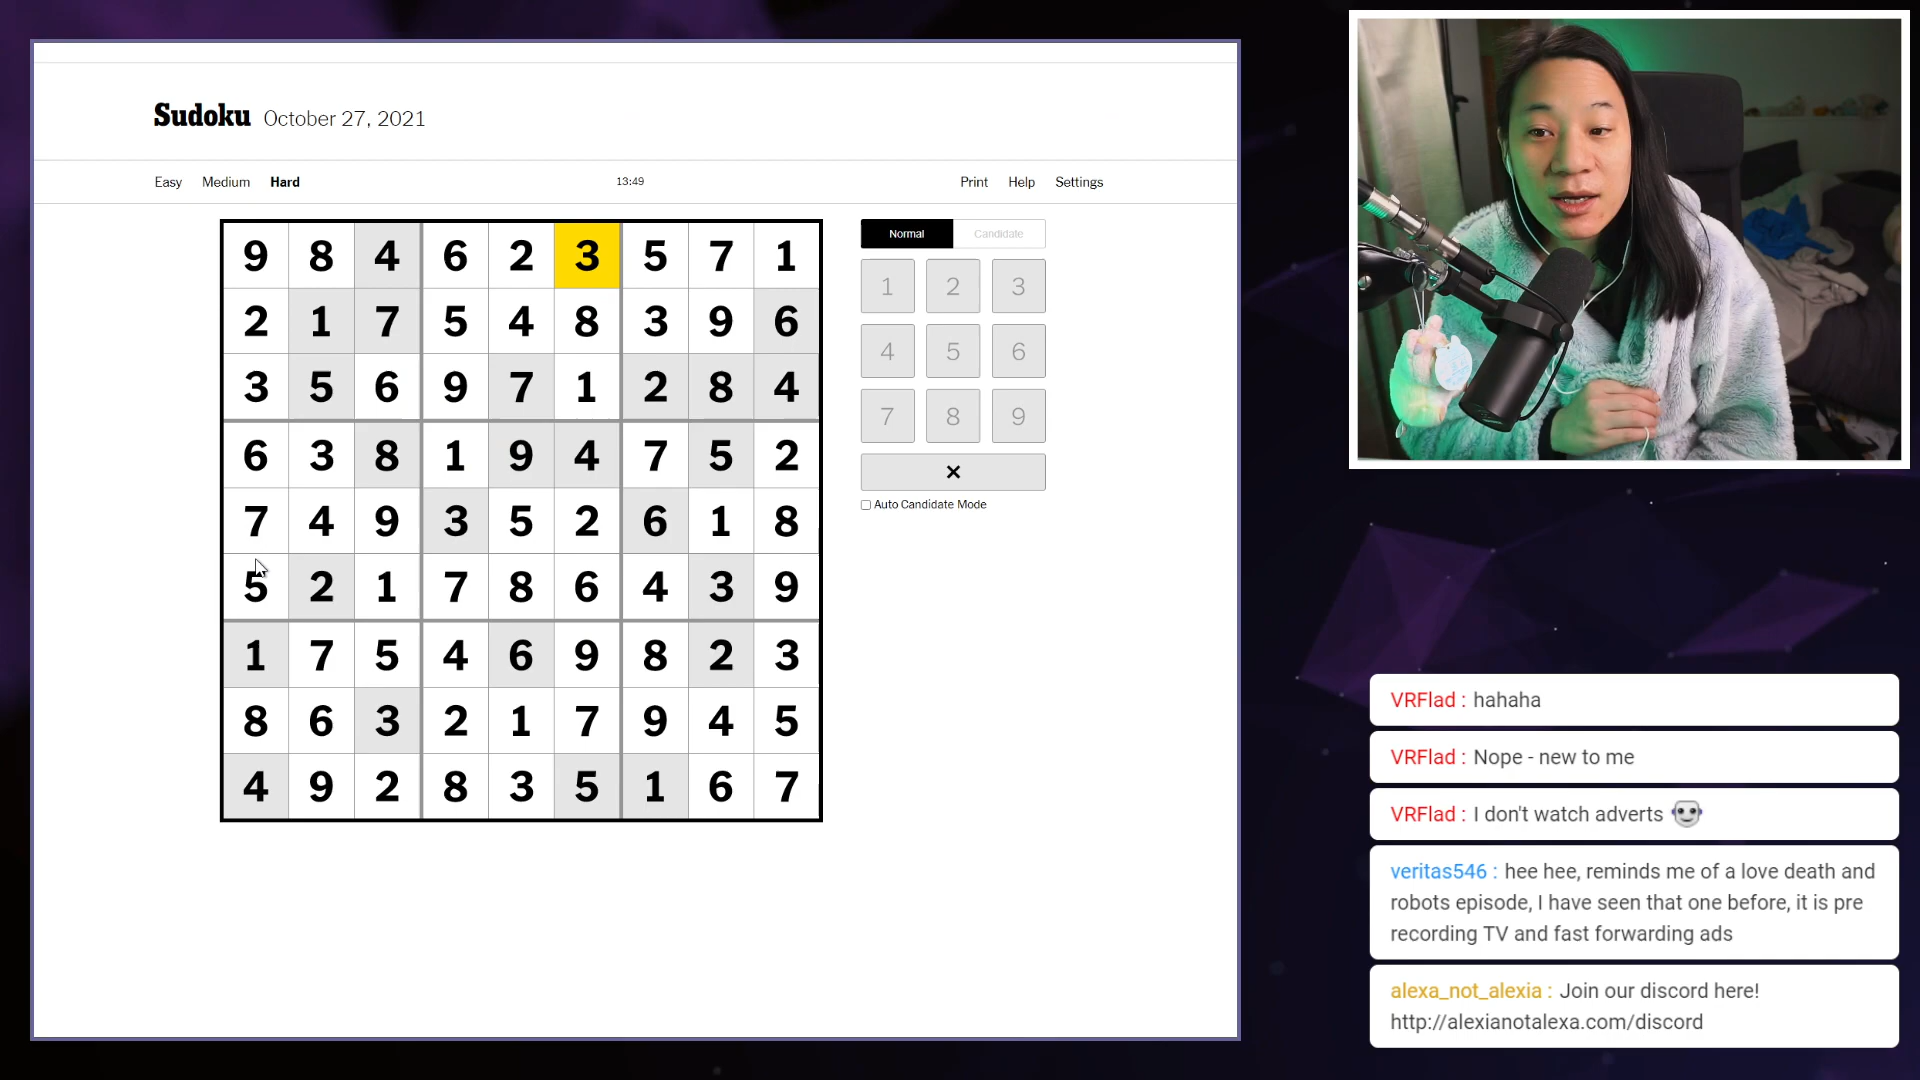 Sudoku October 27, 2021
Easy Medium Hard 13:49 Print Help Settings
9 8 4 6 2 3 5 7 1
2 1 7 5 4 8 3 9 6
3 5 6 9 7 1 2 8 4
6 3 8 1 9 4 7 5 2
7 4 9 3 5 2 6 1 8
5 2 1 7 8 6 4 3 9
1 7 5 4 6 9 8 2 3
8 6 3 2 1 7 9 4 5
4 9 2 8 3 5 1 6 7
Normal Candidate
1 2 3
4 5 6
7 8 9
×
Auto Candidate Mode
VRFlad : hahaha
VRFlad : Nope - new to me
VRFlad : I don't watch adverts
veritas546 : hee hee, reminds me of a love death and
robots episode, I have seen that one before, it is pre
recording TV and fast forwarding ads
alexa_not_alexia : Join our discord here!
http://alexianotalexa.com/discord